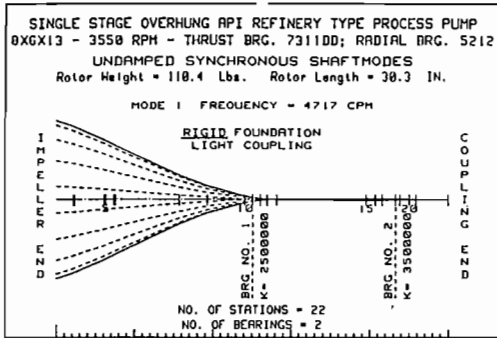 SINGLE STAGE OVERHUNG API REFINERY TYPE PROCESS PUMP
8X6X13 - 3550 RPM - THRUST BRG. 7311DD; RADIAL BRG. 5212
UNDAMPED SYNCHRONOUS SHAFTMODES
Rotor Weight = 110.4 Lbs. Rotor Length = 30.3 IN.
MODE 1 FREQUENCY = 4717 CPM
RIGID FOUNDATION
LIGHT COUPLING
IMPELLER END
COUPLING END
5
10
15
20
BRG NO. 1
K= 2500000
BRG NO. 2
K= 3500000
NO. OF STATIONS = 22
NO. OF BEARINGS = 2